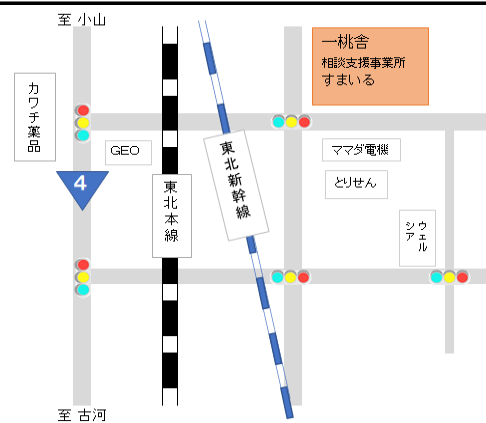 至 小山
一桃舎
相談支援事業所
すまいる
カワチ薬品
GEO
ママダ電機
東北新幹線
4
とりせん
東北本線
ウェル
シア
至 古河